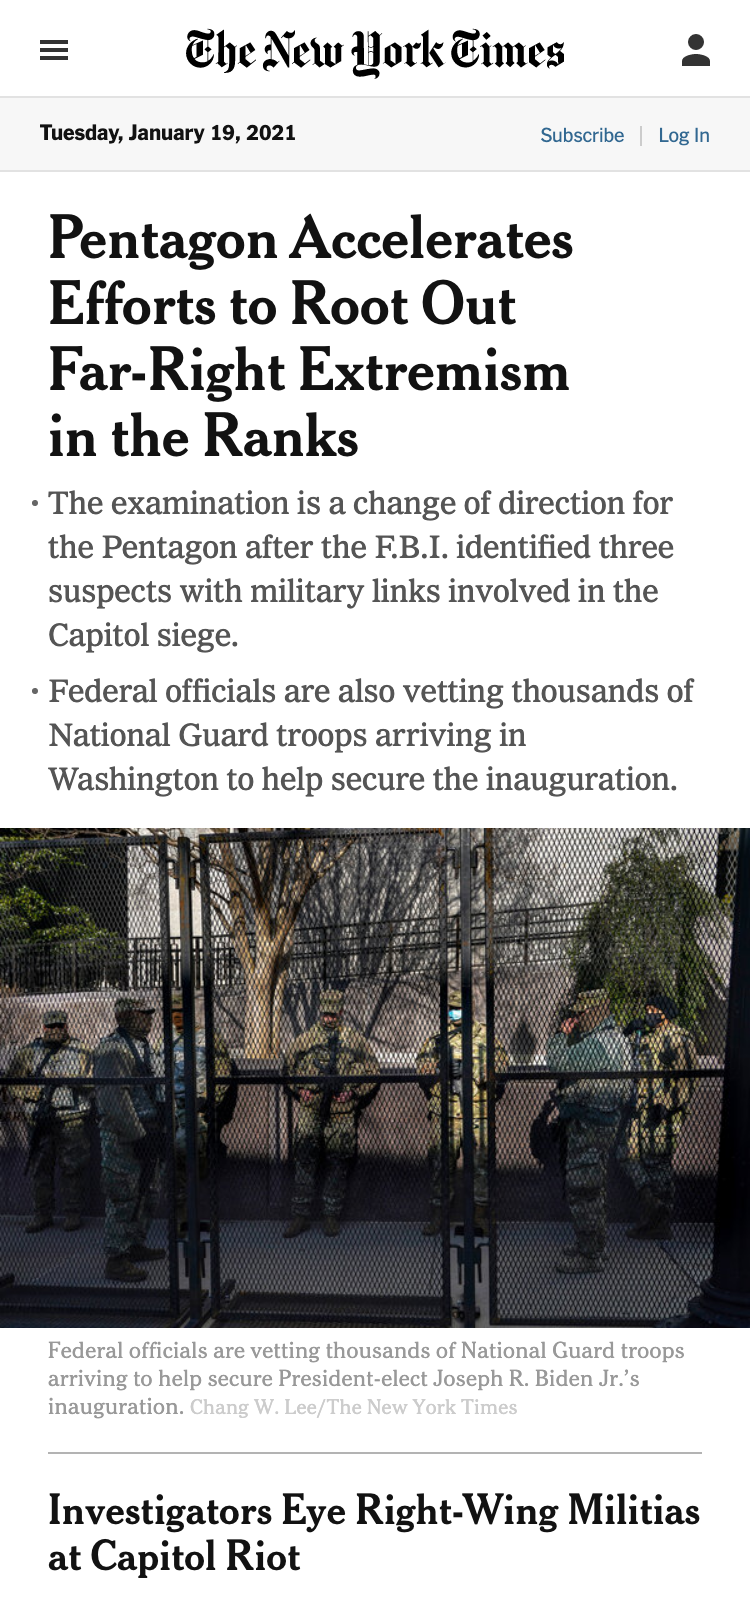 The New York Times
Tuesday, January 19, 2021
Subscribe | Log In
Pentagon Accelerates
Efforts to Root Out
Far-Right Extremism
in the Ranks
• The examination is a change of direction for
the Pentagon after the F.B.I. identified three
suspects with military links involved in the
Capitol siege.
• Federal officials are also vetting thousands of
National Guard troops arriving in
Washington to help secure the inauguration.
Federal officials are vetting thousands of National Guard troops
arriving to help secure President-elect Joseph R. Biden Jr.’s
inauguration. Chang W. Lee/The New York Times
Investigators Eye Right-Wing Militias
at Capitol Riot